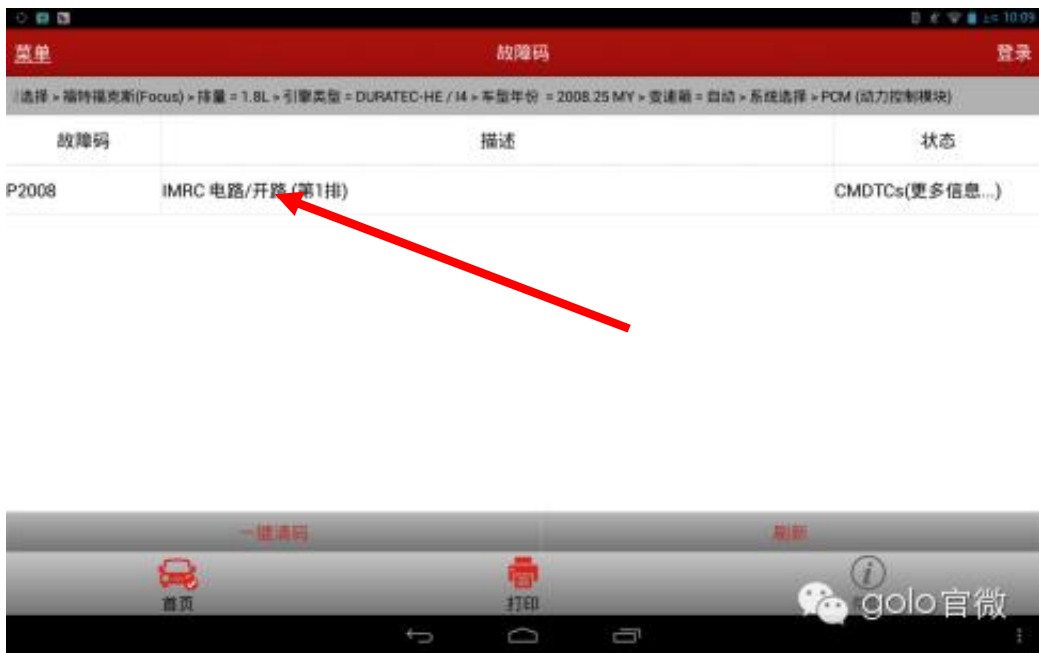 10:09
菜单
故障码
登录
选择 > 福特福克斯(Focus) > 排量 = 1.8L > 引擎类型 = DURATEC-HE / I4 > 车型年份 = 2008.25 MY > 变速箱 = 自动 > 系统选择 > PCM (动力控制模块)
故障码 描述 状态
P2008 IMRC 电路/开路 (第1排) CMDTCs(更多信息...)
一键清码 刷新
首页 打印
golo官微